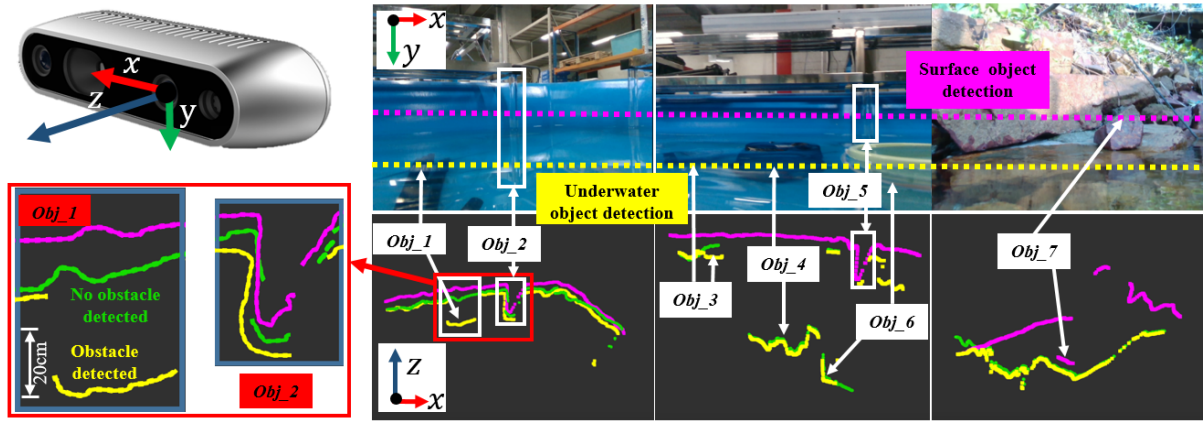 x
z
y
x
y
Surface object
detection
Underwater
object detection
Obj_5
Obj_1
Obj_2
Obj_1
Obj_2
Obj_3
Obj_4
Obj_6
Obj_7
No obstacle
detected
Obstacle
detected
20cm
z
x